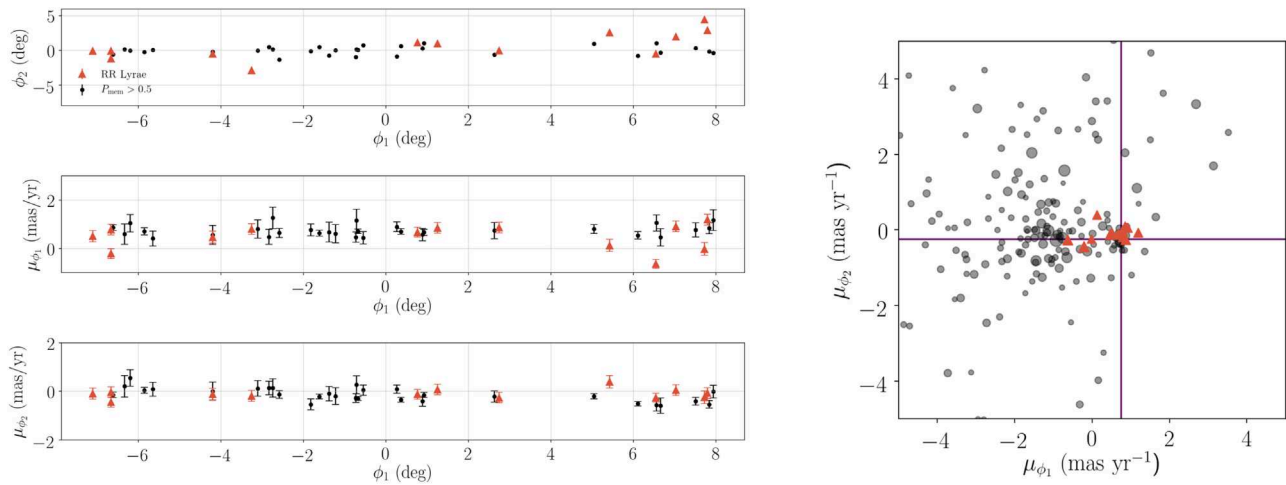 5
0
−5
ϕ2 (deg)
RR Lyrae
Pmem > 0.5
−6 −4 −2 0 2 4 6 8
ϕ1 (deg)
2
0
μϕ1 (mas/yr)
−6 −4 −2 0 2 4 6 8
ϕ1 (deg)
2
0
−2
μϕ2 (mas/yr)
−6 −4 −2 0 2 4 6 8
ϕ1 (deg)
4
2
0
−2
−4
μϕ2 (mas yr−1)
−4 −2 0 2 4
μϕ1 (mas yr−1)